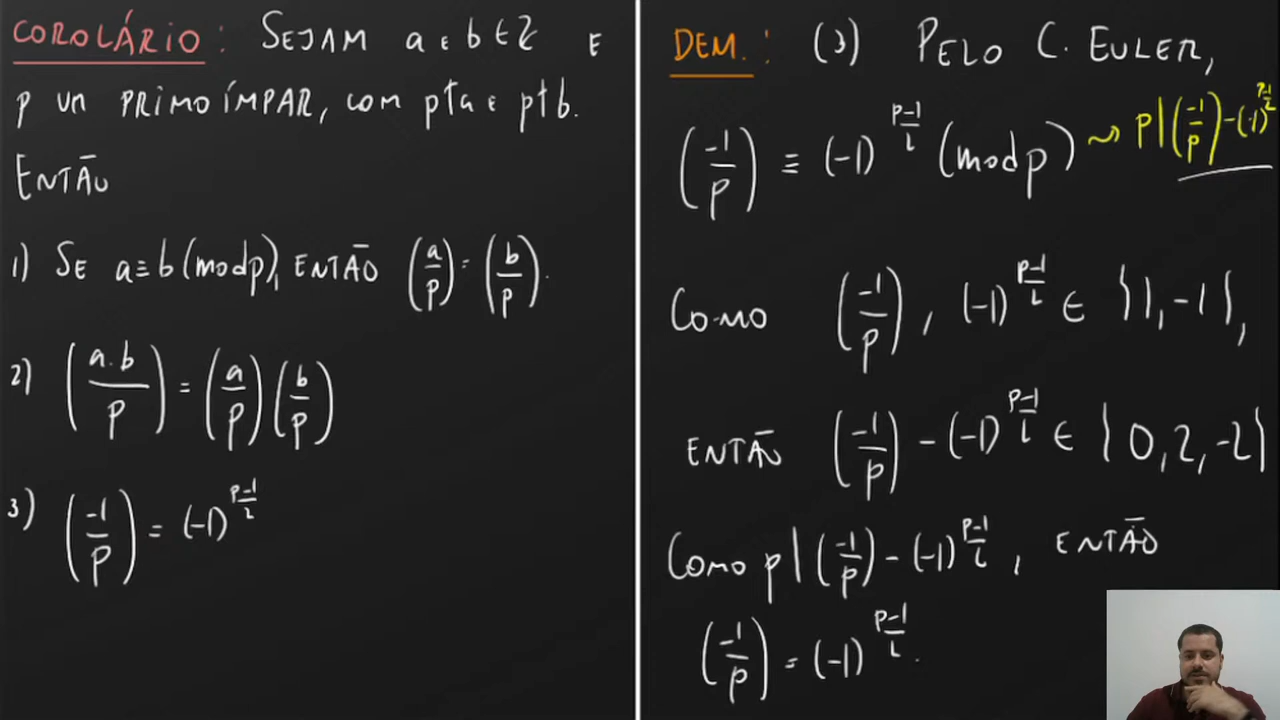 COROLÁRIO: SEJAM a E b ∈ ℤ E
p UM PRIMO ÍMPAR, COM p∤a E p∤b.
ENTÃO
1) SE a≡b (mod p), ENTÃO (a/p) = (b/p).
2) (a.b/p) = (a/p)(b/p)
3) (-1/p) = (-1)^((p-1)/2)
DEM.: (3) PELO C. EULER,
(-1/p) ≡ (-1)^((p-1)/2) (mod p) ⇝ p|(-1/p)-(-1)^((p-1)/2)
COMO (-1/p), (-1)^((p-1)/2) ∈ {1,-1},
ENTÃO (-1/p) - (-1)^((p-1)/2) ∈ {0,2,-2}
COMO p|(-1/p) - (-1)^((p-1)/2), ENTÃO
(-1/p) = (-1)^((p-1)/2).